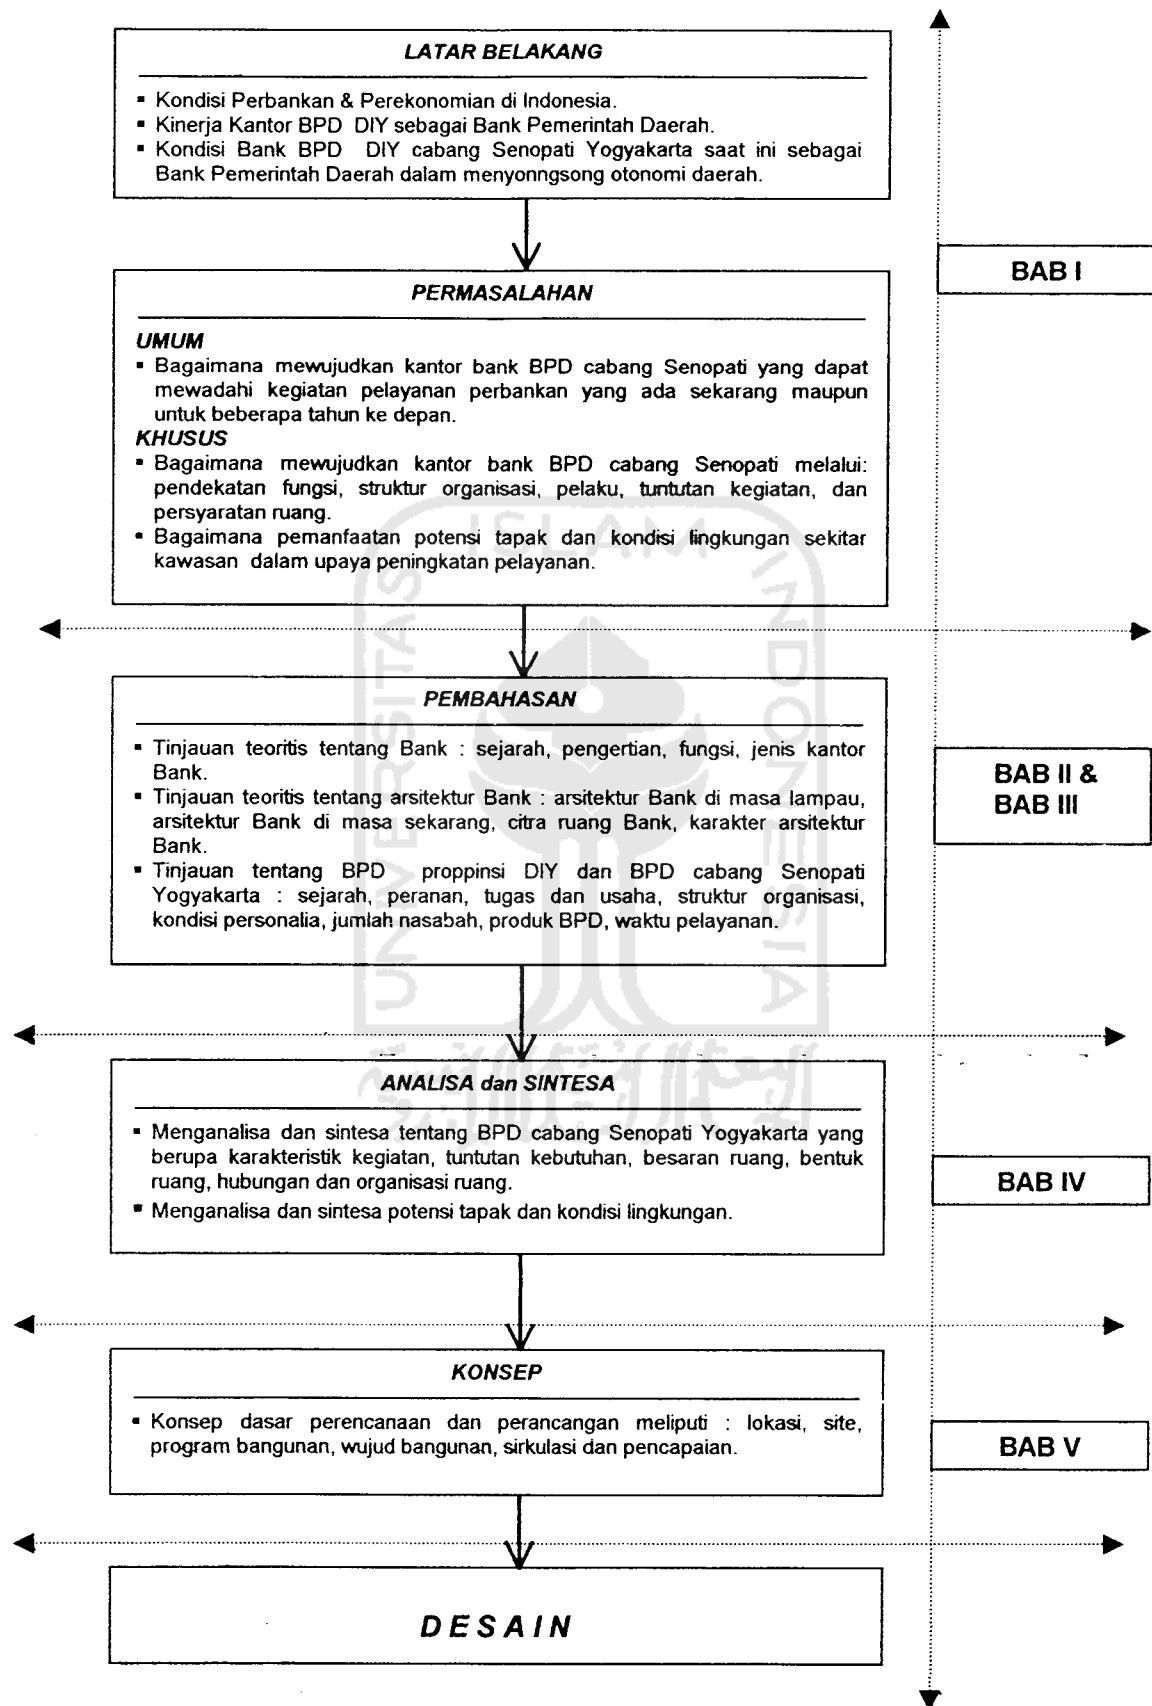 LATAR BELAKANG
▪ Kondisi Perbankan & Perekonomian di Indonesia.
▪ Kinerja Kantor BPD DIY sebagai Bank Pemerintah Daerah.
▪ Kondisi Bank BPD DIY cabang Senopati Yogyakarta saat ini sebagai
Bank Pemerintah Daerah dalam menyonngsong otonomi daerah.
BAB I
PERMASALAHAN
UMUM
▪ Bagaimana mewujudkan kantor bank BPD cabang Senopati yang dapat
mewadahi kegiatan pelayanan perbankan yang ada sekarang maupun
untuk beberapa tahun ke depan.
KHUSUS
▪ Bagaimana mewujudkan kantor bank BPD cabang Senopati melalui:
pendekatan fungsi, struktur organisasi, pelaku, tuntutan kegiatan, dan
persyaratan ruang.
▪ Bagaimana pemanfaatan potensi tapak dan kondisi lingkungan sekitar
kawasan dalam upaya peningkatan pelayanan.
PEMBAHASAN
▪ Tinjauan teoritis tentang Bank : sejarah, pengertian, fungsi, jenis kantor
Bank.
▪ Tinjauan teoritis tentang arsitektur Bank : arsitektur Bank di masa lampau,
arsitektur Bank di masa sekarang, citra ruang Bank, karakter arsitektur
Bank.
▪ Tinjauan tentang BPD proppinsi DIY dan BPD cabang Senopati
Yogyakarta : sejarah, peranan, tugas dan usaha, struktur organisasi,
kondisi personalia, jumlah nasabah, produk BPD, waktu pelayanan.
BAB II &
BAB III
ANALISA dan SINTESA
▪ Menganalisa dan sintesa tentang BPD cabang Senopati Yogyakarta yang
berupa karakteristik kegiatan, tuntutan kebutuhan, besaran ruang, bentuk
ruang, hubungan dan organisasi ruang.
▪ Menganalisa dan sintesa potensi tapak dan kondisi lingkungan.
BAB IV
KONSEP
▪ Konsep dasar perencanaan dan perancangan meliputi : lokasi, site,
program bangunan, wujud bangunan, sirkulasi dan pencapaian.
BAB V
DESAIN
UNIVERSITAS
ISLAM
INDONESIA